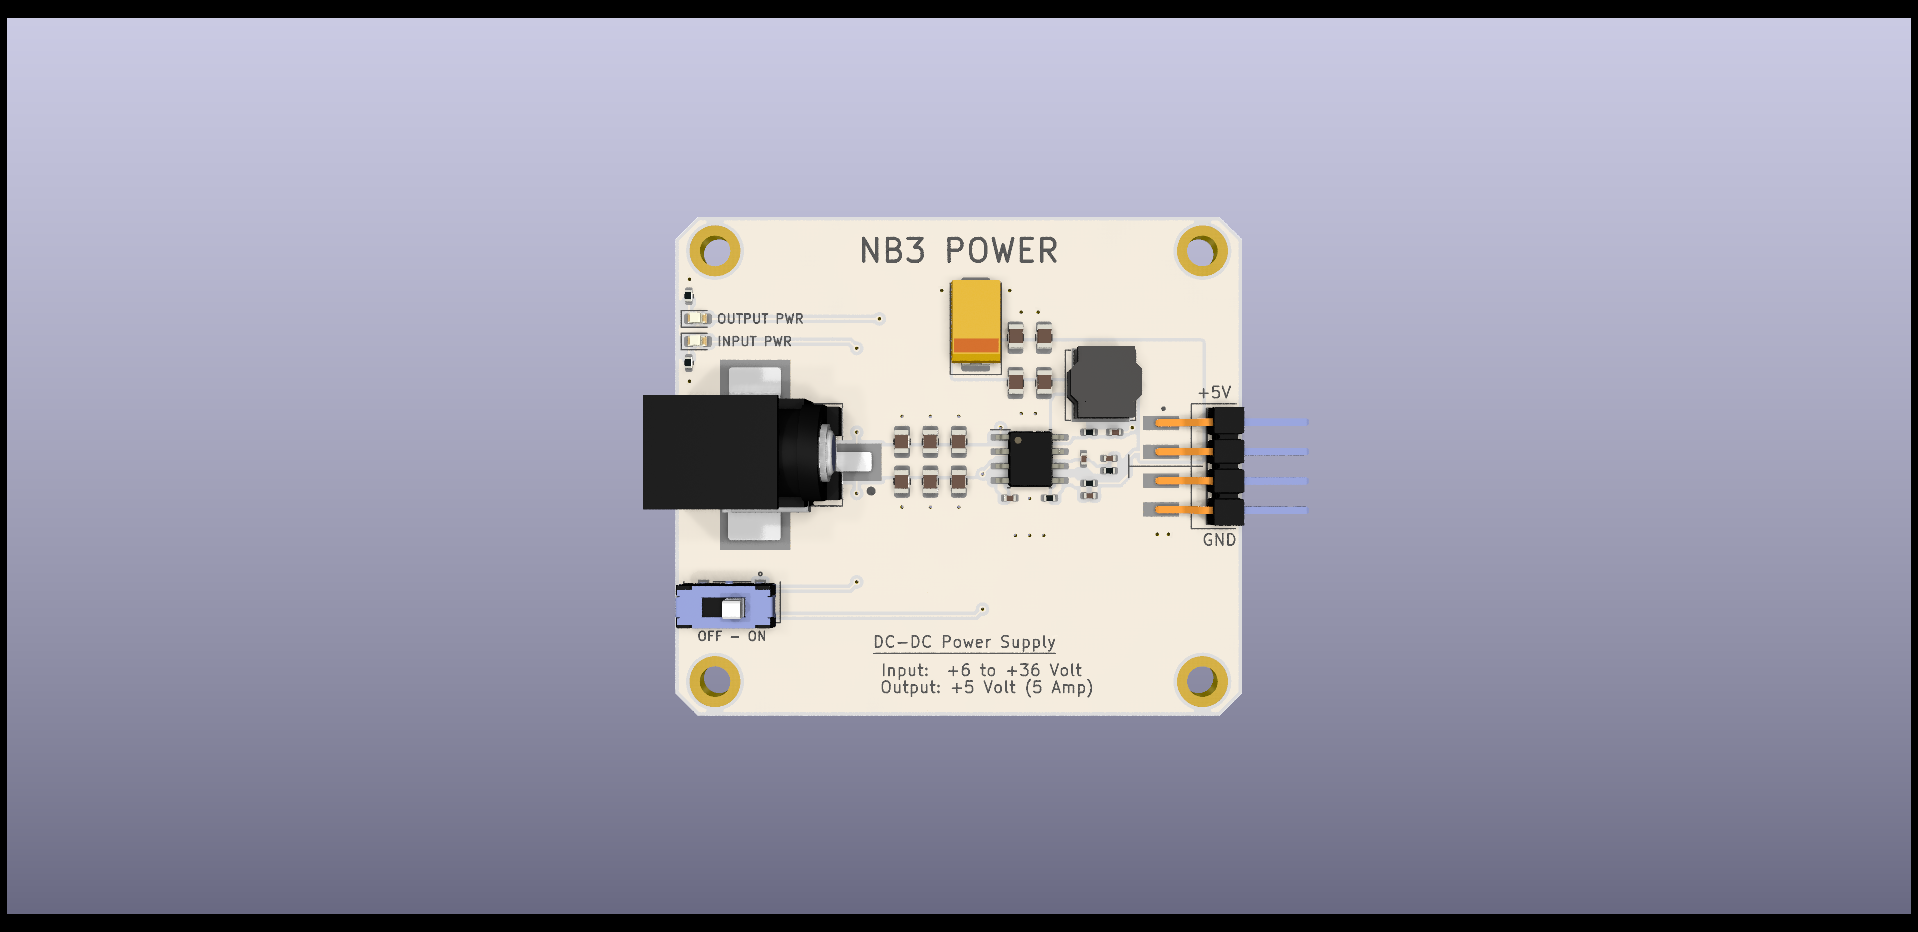 NB3 POWER
OUTPUT PWR
INPUT PWR
+5V
GND
OFF - ON
DC-DC Power Supply
Input: +6 to +36 Volt
Output: +5 Volt (5 Amp)